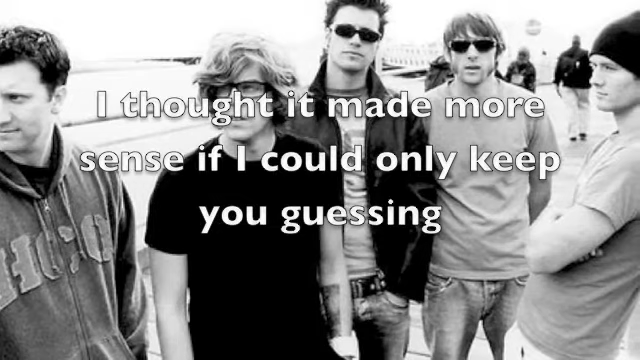 I thought it made more
sense if I could only keep
you guessing